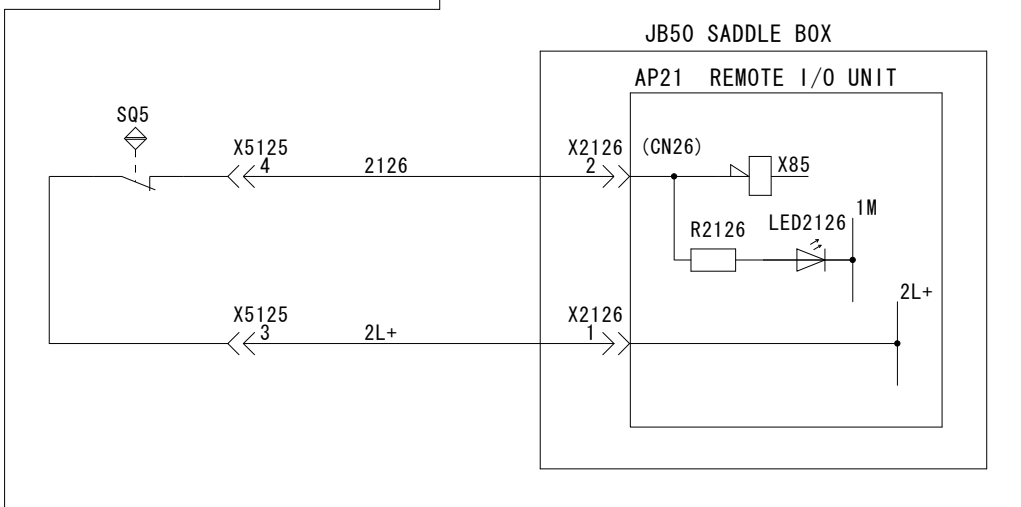 JB50 SADDLE BOX
AP21 REMOTE I/O UNIT
SQ5
X5125
4
2126
X2126
2
(CN26)
X85
R2126
LED2126
1M
2L+
X5125
3
2L+
X2126
1